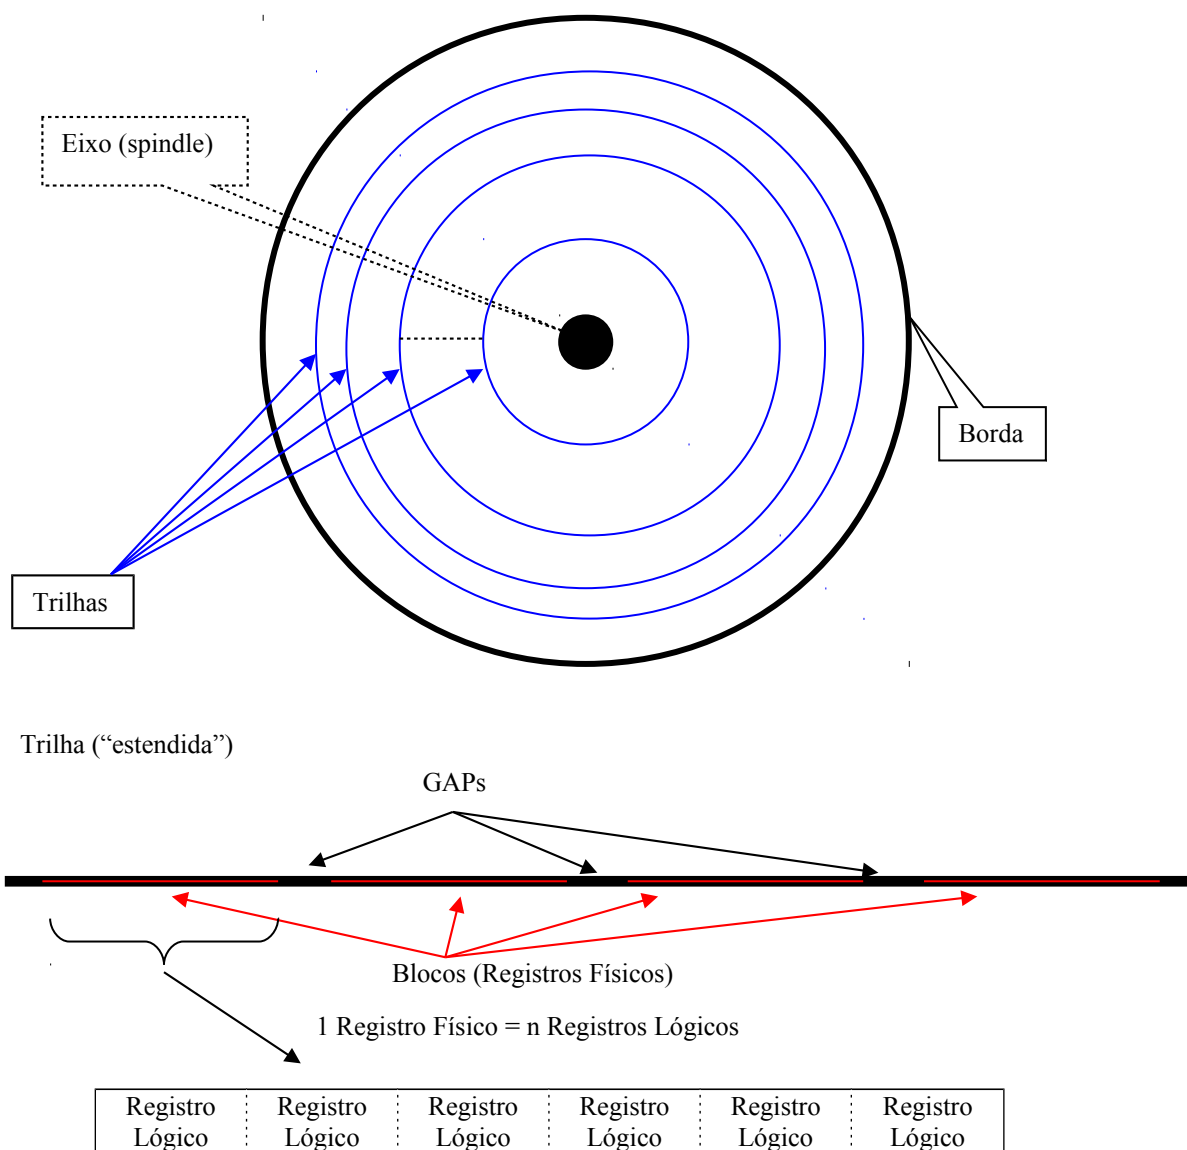 Eixo (spindle)
Borda
Trilhas
Trilha (“estendida”)
GAPs
Blocos (Registros Físicos)
1 Registro Físico = n Registros Lógicos
Registro Registro Registro Registro Registro Registro
Lógico Lógico Lógico Lógico Lógico Lógico